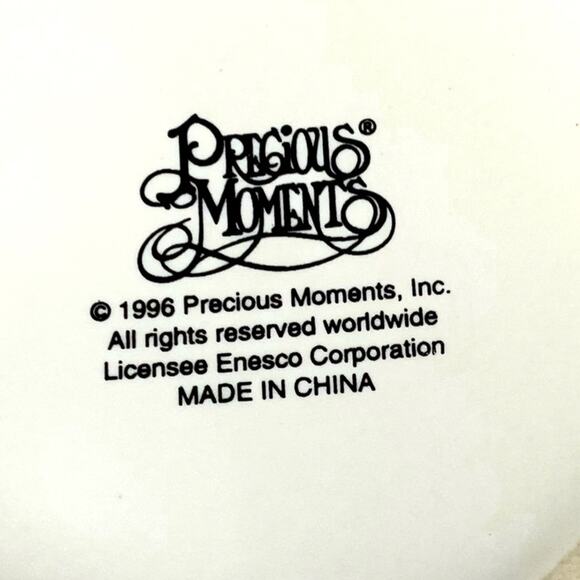 PRECIOUS®
MOMENTS
© 1996 Precious Moments, Inc.
All rights reserved worldwide
Licensee Enesco Corporation
MADE IN CHINA